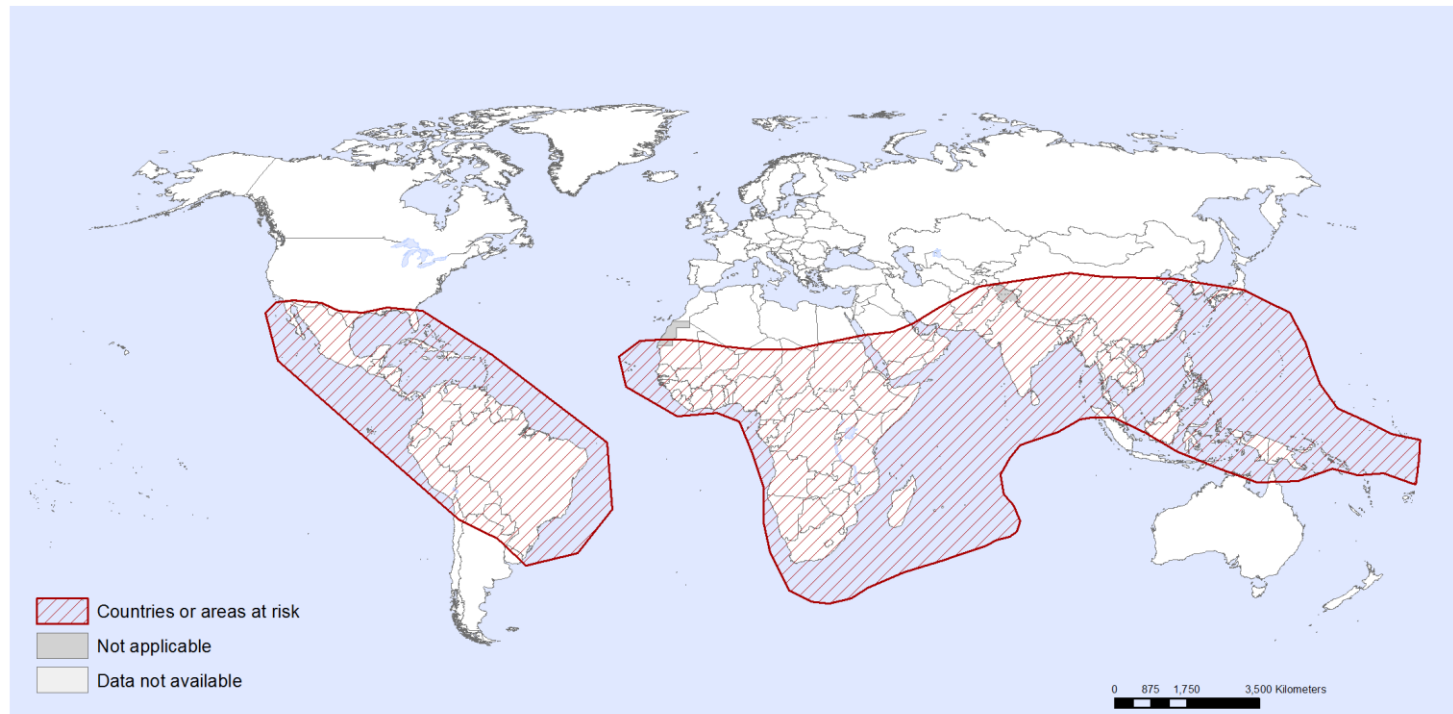 Countries or areas at risk
Not applicable
Data not available
0 875 1,750 3,500 Kilometers